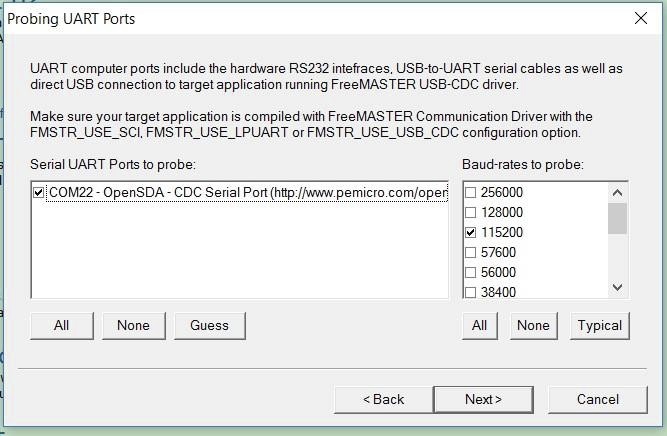 Probing UART Ports
UART computer ports include the hardware RS232 intefraces, USB-to-UART serial cables as well as
direct USB connection to target application running FreeMASTER USB-CDC driver.
Make sure your target application is compiled with FreeMASTER Communication Driver with the
FMSTR_USE_SCI, FMSTR_USE_LPUART or FMSTR_USE_USB_CDC configuration option.
Serial UART Ports to probe:
COM22 - OpenSDA - CDC Serial Port (http://www.pemicro.com/open
All
None
Guess
Baud-rates to probe:
256000
128000
115200
57600
56000
38400
All
None
Typical
< Back
Next >
Cancel